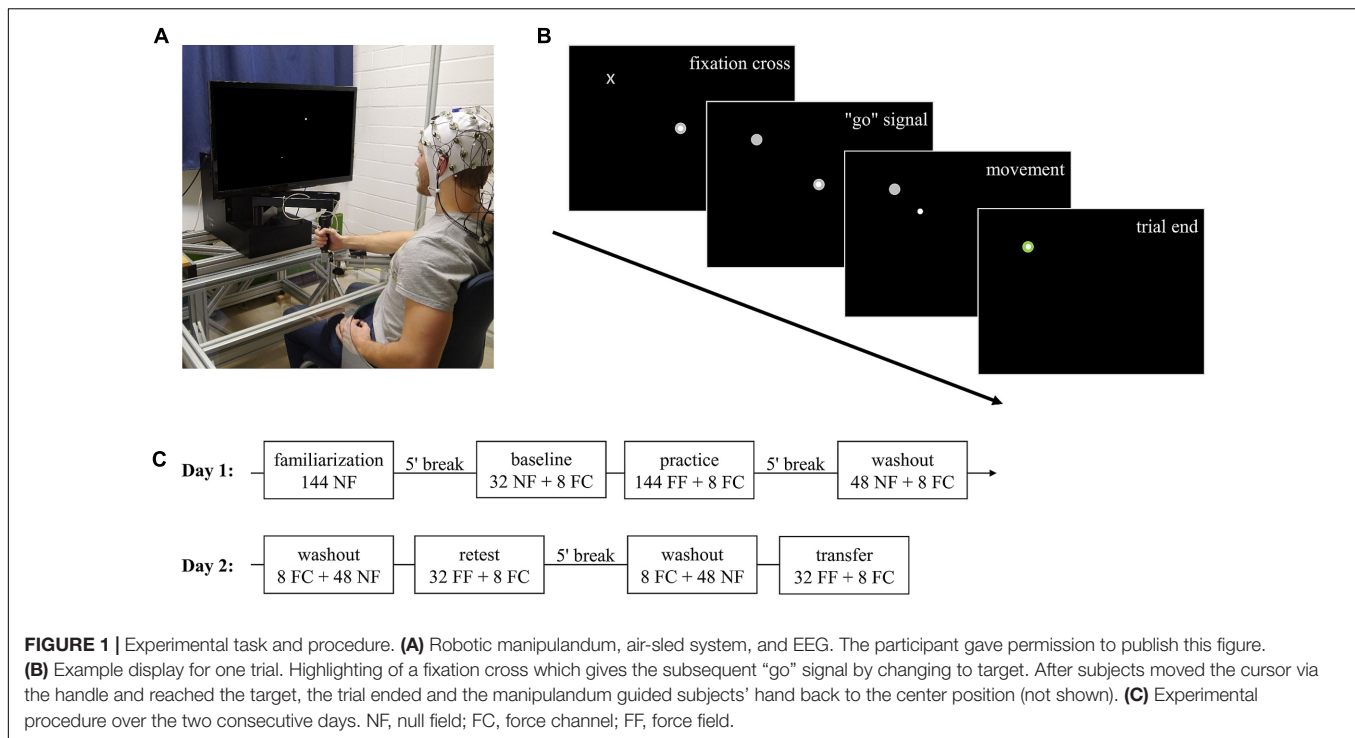 A
B
fixation cross
x
"go" signal
movement
trial end
C
Day 1:
familiarization
144 NF
5' break
baseline
32 NF + 8 FC
practice
144 FF + 8 FC
5' break
washout
48 NF + 8 FC
Day 2:
washout
8 FC + 48 NF
retest
32 FF + 8 FC
5' break
washout
8 FC + 48 NF
transfer
32 FF + 8 FC
FIGURE 1 | Experimental task and procedure. (A) Robotic manipulandum, air-sled system, and EEG. The participant gave permission to publish this figure.
(B) Example display for one trial. Highlighting of a fixation cross which gives the subsequent “go” signal by changing to target. After subjects moved the cursor via
the handle and reached the target, the trial ended and the manipulandum guided subjects’ hand back to the center position (not shown). (C) Experimental
procedure over the two consecutive days. NF, null field; FC, force channel; FF, force field.